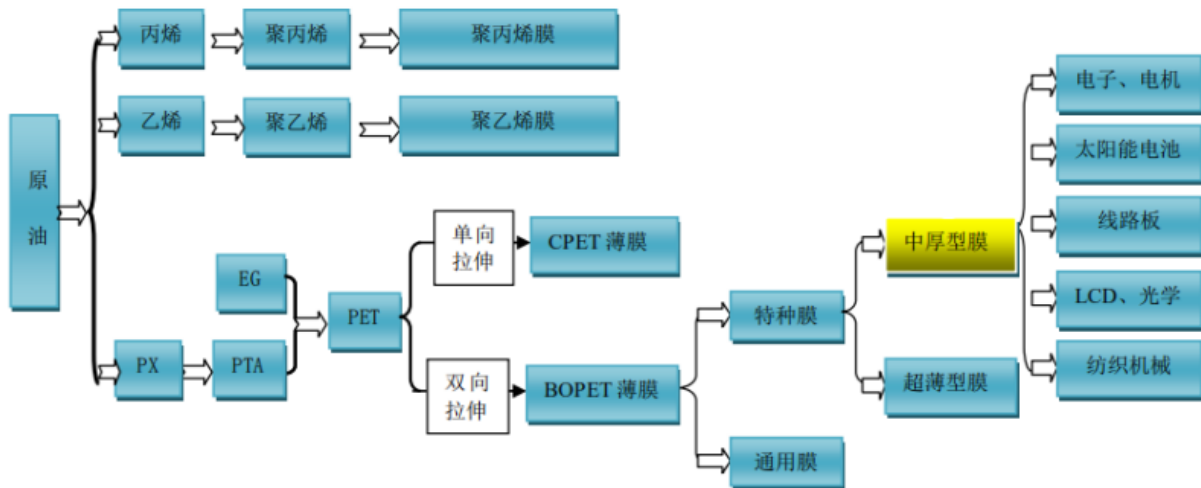 丙烯
聚丙烯
聚丙烯膜
乙烯
聚乙烯
聚乙烯膜
原
油
PX
EG
PTA
PET
单向
拉伸
CPET 薄膜
双向
拉伸
BOPET 薄膜
特种膜
通用膜
中厚型膜
超薄型膜
电子、电机
太阳能电池
线路板
LCD、光学
纺织机械